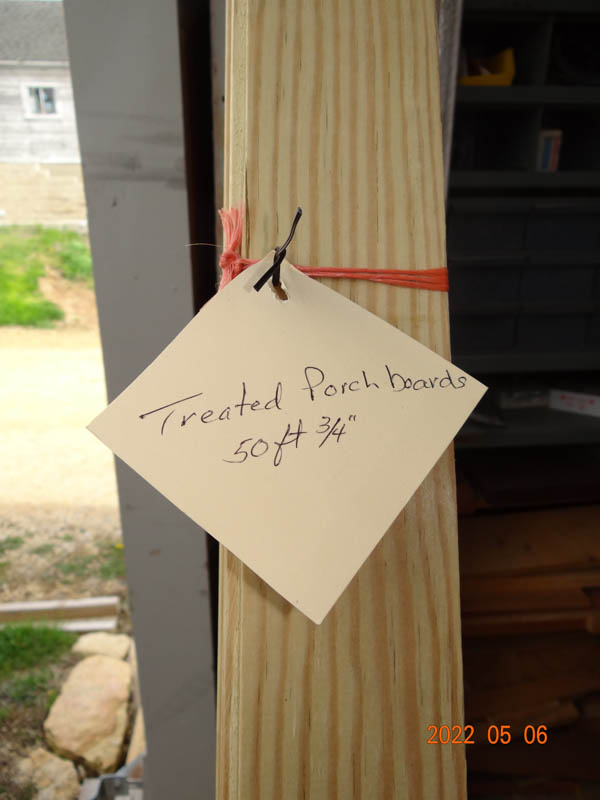 Treated Porch boards
50ft 3/4"
2022 05 06